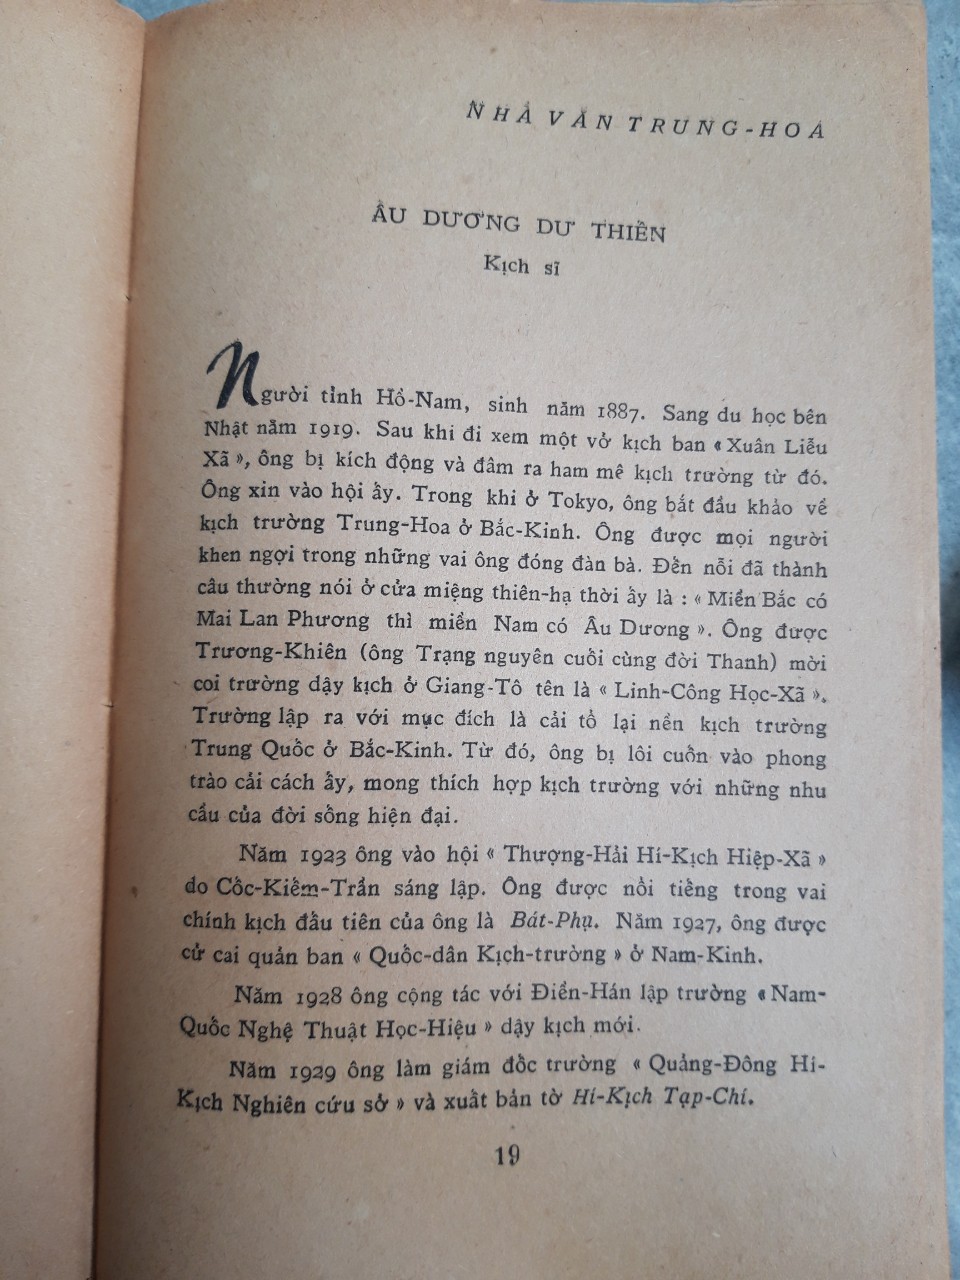 NHÀ VĂN TRUNG-HOA
ÂU DƯƠNG DƯ THIẾN
Kịch sĩ
Người tỉnh Hồ-Nam, sinh năm 1887. Sang du học bên
Nhật năm 1919. Sau khi đi xem một vở kịch ban « Xuân Liễu
Xã », ông bị kích động và đâm ra ham mê kịch trường từ đó.
Ông xin vào hội ấy. Trong khi ở Tokyo, ông bắt đầu khảo về
kịch trường Trung-Hoa ở Bắc-Kinh. Ông được mọi người
khen ngợi trong những vai ông đóng đàn bà. Đến nỗi đã thành
câu thường nói ở cửa miệng thiên-hạ thời ấy là : « Miền Bắc có
Mai Lan Phương thì miền Nam có Âu Dương ». Ông được
Trương-Khiên (ông Trạng nguyên cuối cùng đời Thanh) mời
coi trường dậy kịch ở Giang-Tô tên là « Linh-Công Học-Xã ».
Trường lập ra với mục đích là cải tổ lại nền kịch trường
Trung Quốc ở Bắc-Kinh. Từ đó, ông bị lôi cuốn vào phong
trào cải cách ấy, mong thích hợp kịch trường với những nhu
cầu của đời sống hiện đại.
Năm 1923 ông vào hội « Thượng-Hải Hí-Kịch Hiệp-Xã »
do Cốc-Kiếm-Trần sáng lập. Ông được nổi tiếng trong vai
chính kịch đầu tiên của ông là Bát-Phụ. Năm 1927, ông được
cử cai quản ban « Quốc-dân Kịch-trường » ở Nam-Kinh.
Năm 1928 ông cộng tác với Điền-Hán lập trường « Nam-
Quốc Nghệ Thuật Học-Hiệu » dậy kịch mới.
Năm 1929 ông làm giám đốc trường « Quảng-Đông Hí-
Kịch Nghiên cứu sở » và xuất bản tờ Hí-Kịch Tạp-Chí.
19